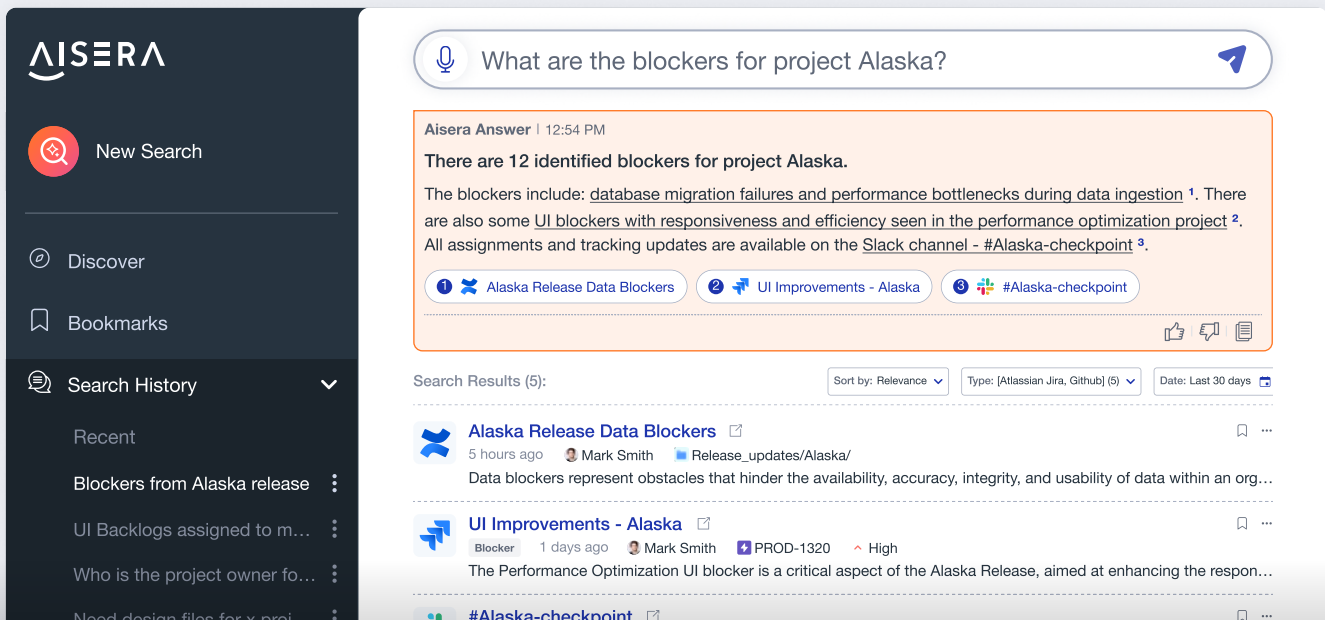 AISERA
New Search
Discover
Bookmarks
Search History
Recent
Blockers from Alaska release
UI Backlogs assigned to m...
Who is the project owner fo...
Need design files for x proj...
What are the blockers for project Alaska?
Aisera Answer | 12:54 PM
There are 12 identified blockers for project Alaska.
The blockers include: database migration failures and performance bottlenecks during data ingestion 1. There
are also some UI blockers with responsiveness and efficiency seen in the performance optimization project 2.
All assignments and tracking updates are available on the Slack channel - #Alaska-checkpoint 3.
1 Alaska Release Data Blockers 2 UI Improvements - Alaska 3 #Alaska-checkpoint
Search Results (5): Sort by: Relevance Type: [Atlassian Jira, Github] (5) Date: Last 30 days
Alaska Release Data Blockers
5 hours ago Mark Smith Release_updates/Alaska/
Data blockers represent obstacles that hinder the availability, accuracy, integrity, and usability of data within an org...
UI Improvements - Alaska
Blocker 1 days ago Mark Smith PROD-1320 High
The Performance Optimization UI blocker is a critical aspect of the Alaska Release, aimed at enhancing the respon...
#Alaska-checkpoint